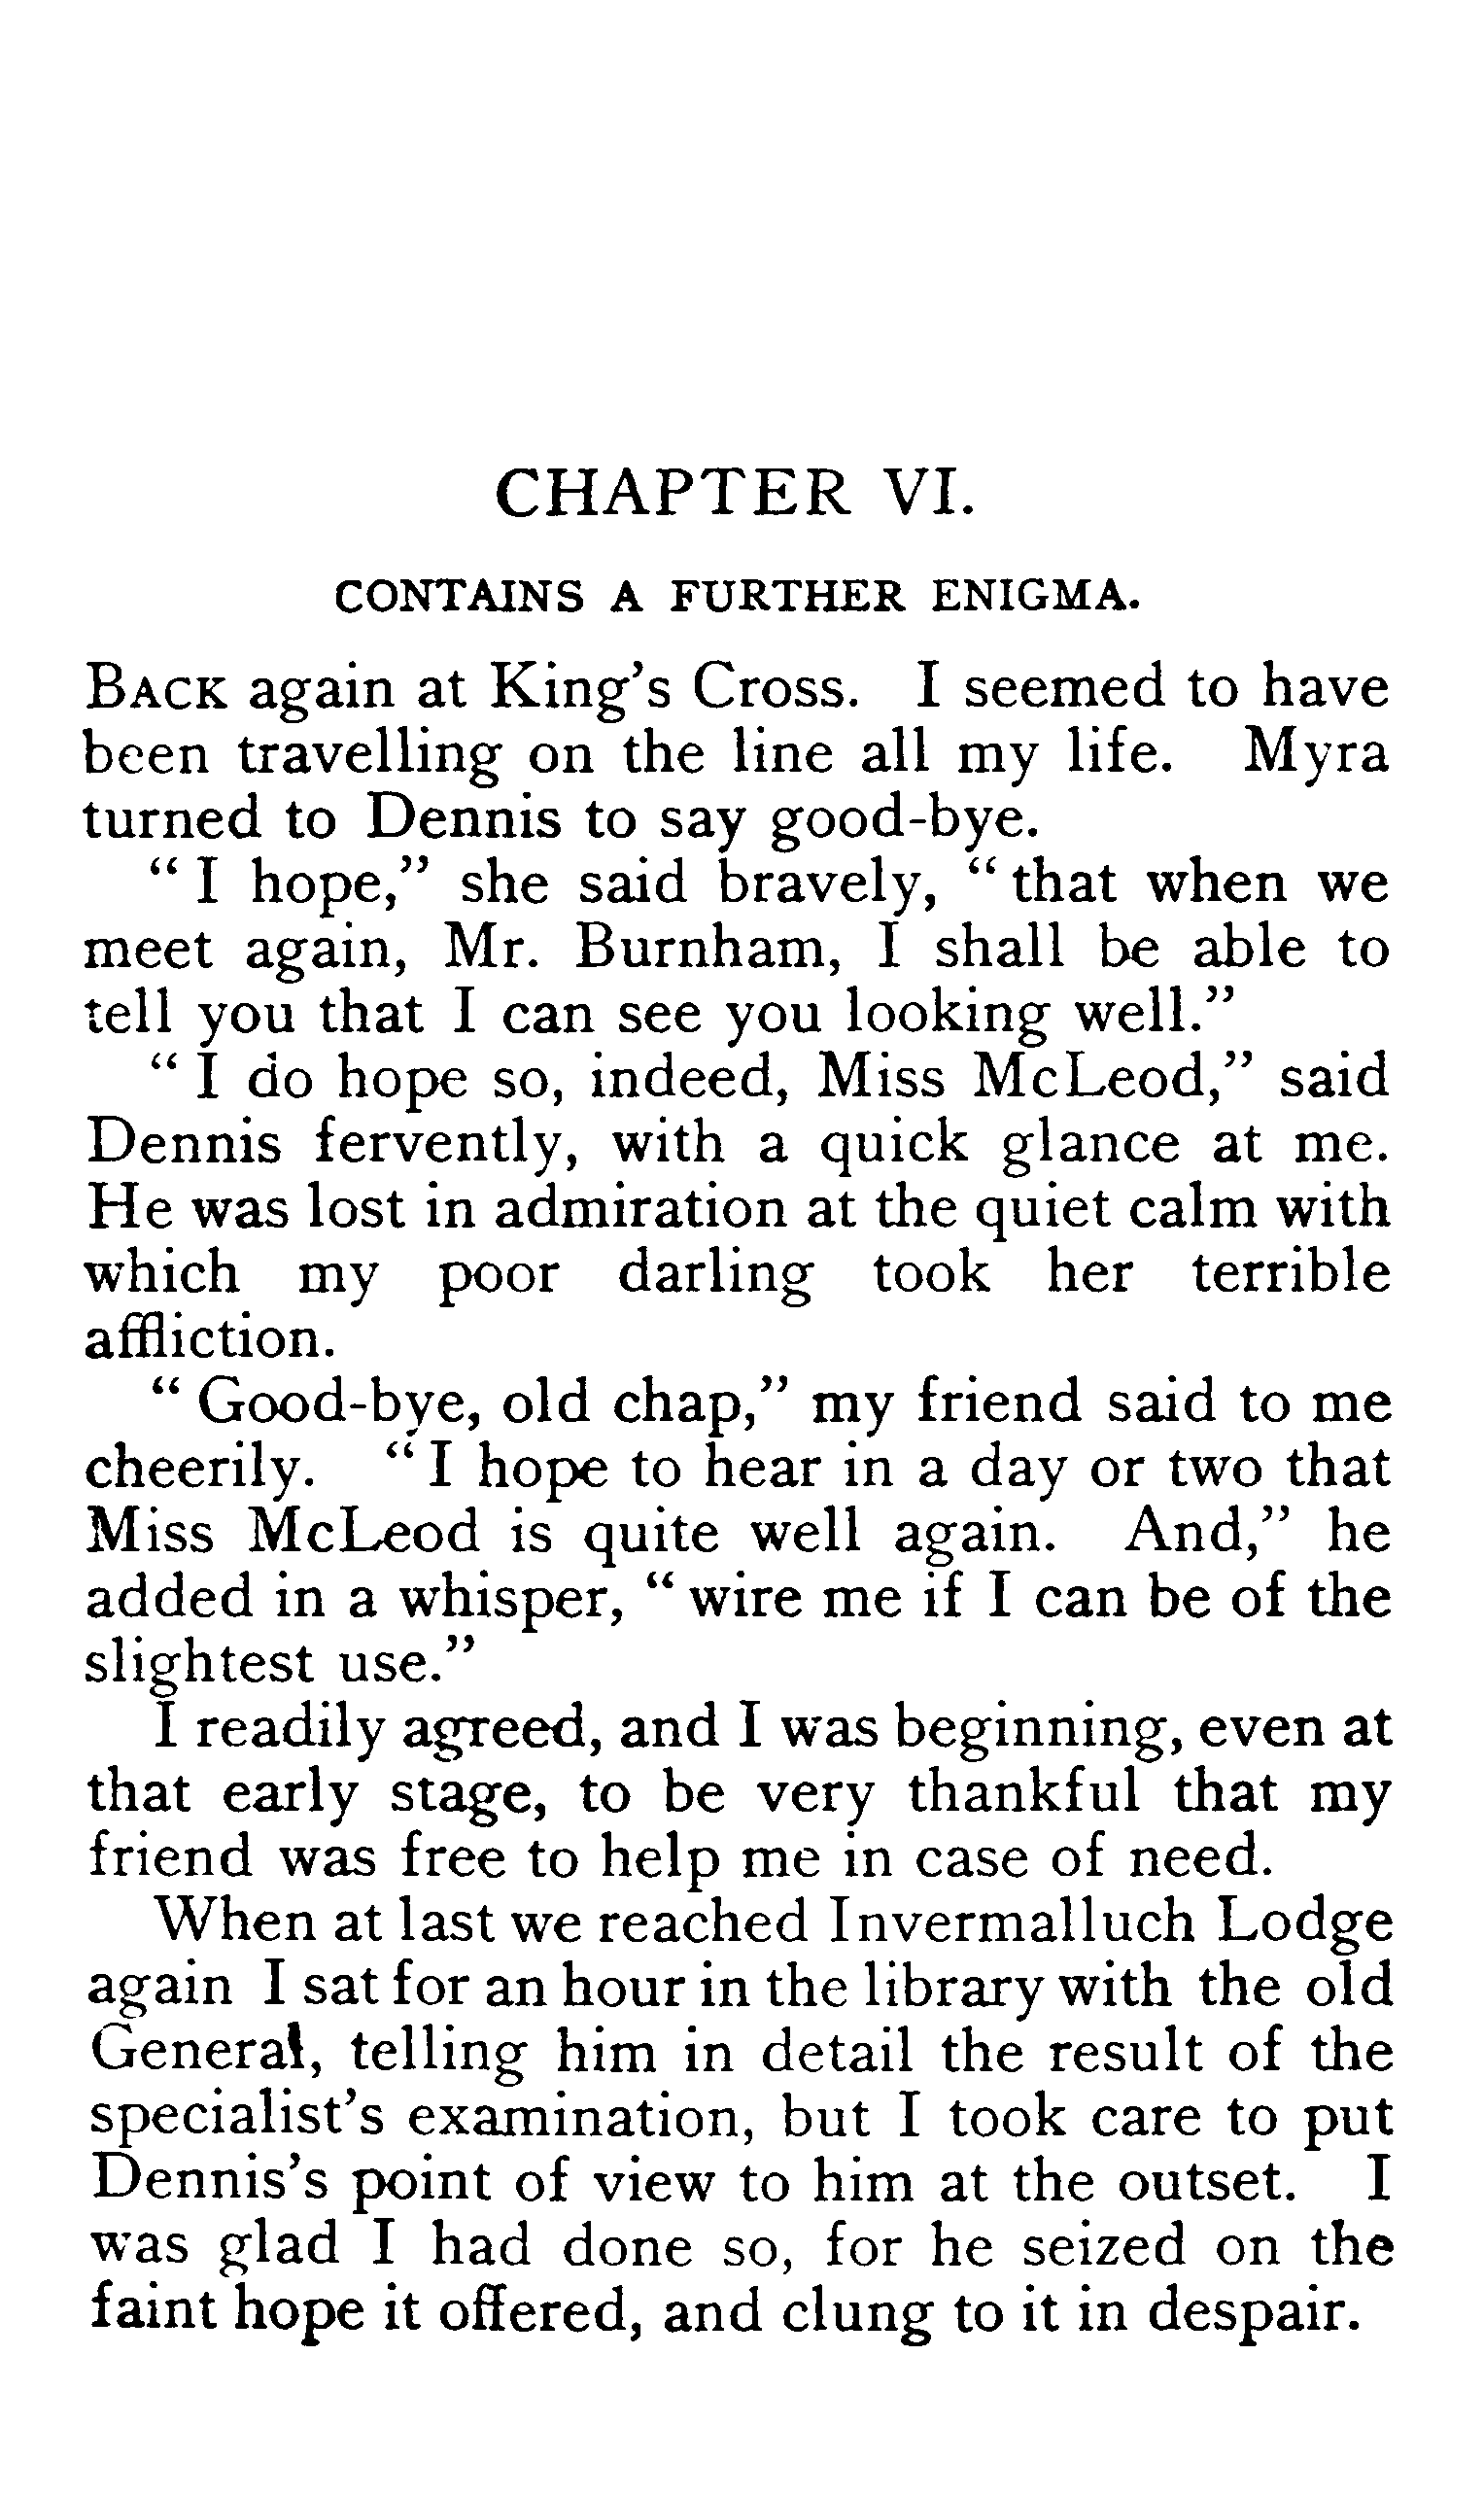 CHAPTER VI.
CONTAINS A FURTHER ENIGMA.
BACK again at King's Cross. I seemed to have
been travelling on the line all my life. Myra
turned to Dennis to say good-bye.
" I hope," she said bravely, " that when we
meet again, Mr. Burnham, I shall be able to
tell you that I can see you looking well."
" I do hope so, indeed, Miss McLeod," said
Dennis fervently, with a quick glance at me.
He was lost in admiration at the quiet calm with
which my poor darling took her terrible
affliction.
" Good-bye, old chap," my friend said to me
cheerily. " I hope to hear in a day or two that
Miss McLeod is quite well again. And," he
added in a whisper, " wire me if I can be of the
slightest use."
I readily agreed, and I was beginning, even at
that early stage, to be very thankful that my
friend was free to help me in case of need.
When at last we reached Invermalluch Lodge
again I sat for an hour in the library with the old
General, telling him in detail the result of the
specialist's examination, but I took care to put
Dennis's point of view to him at the outset. I
was glad I had done so, for he seized on the
faint hope it offered, and clung to it in despair.